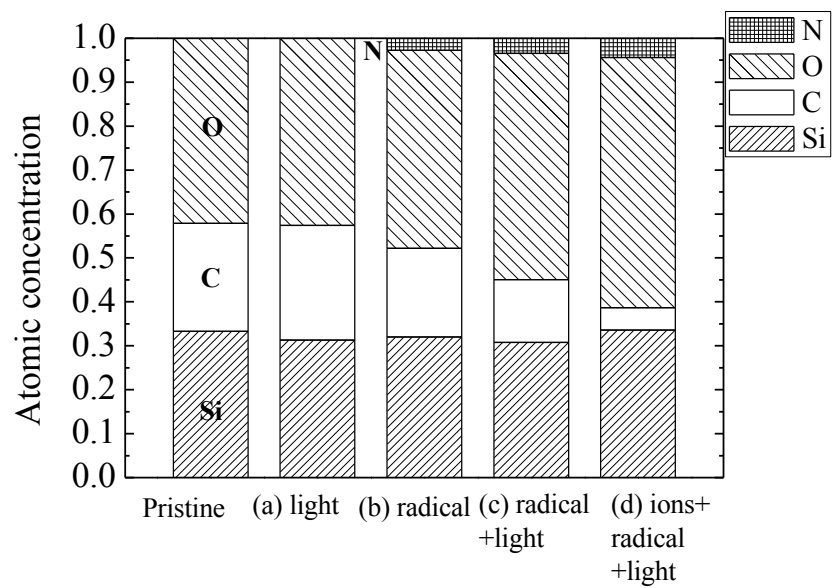 N
O
C
Si
Atomic concentration
1.0
0.9
0.8
0.7
0.6
0.5
0.4
0.3
0.2
0.1
0.0
N
O
C
Si
Pristine
(a) light
(b) radical
(c) radical
+light
(d) ions+
radical
+light